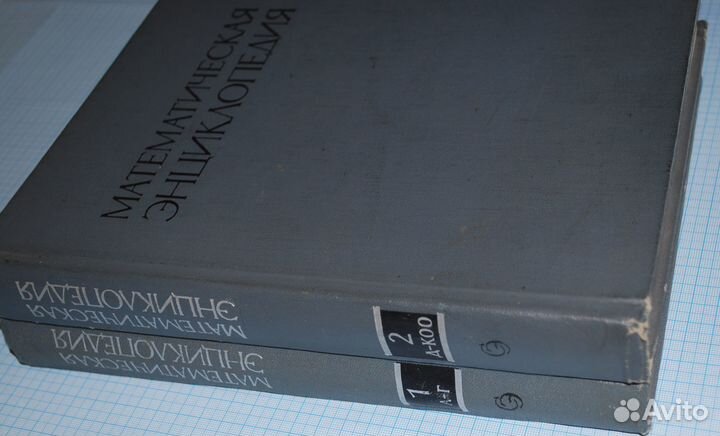 МАТЕМАТИЧЕСКАЯ
ЭНЦИКЛОПЕДИЯ
МАТЕМАТИЧЕСКАЯ
ЭНЦИКЛОПЕДИЯ
2
Д-КОО
МАТЕМАТИЧЕСКАЯ
ЭНЦИКЛОПЕДИЯ
1
А-Г
Avito